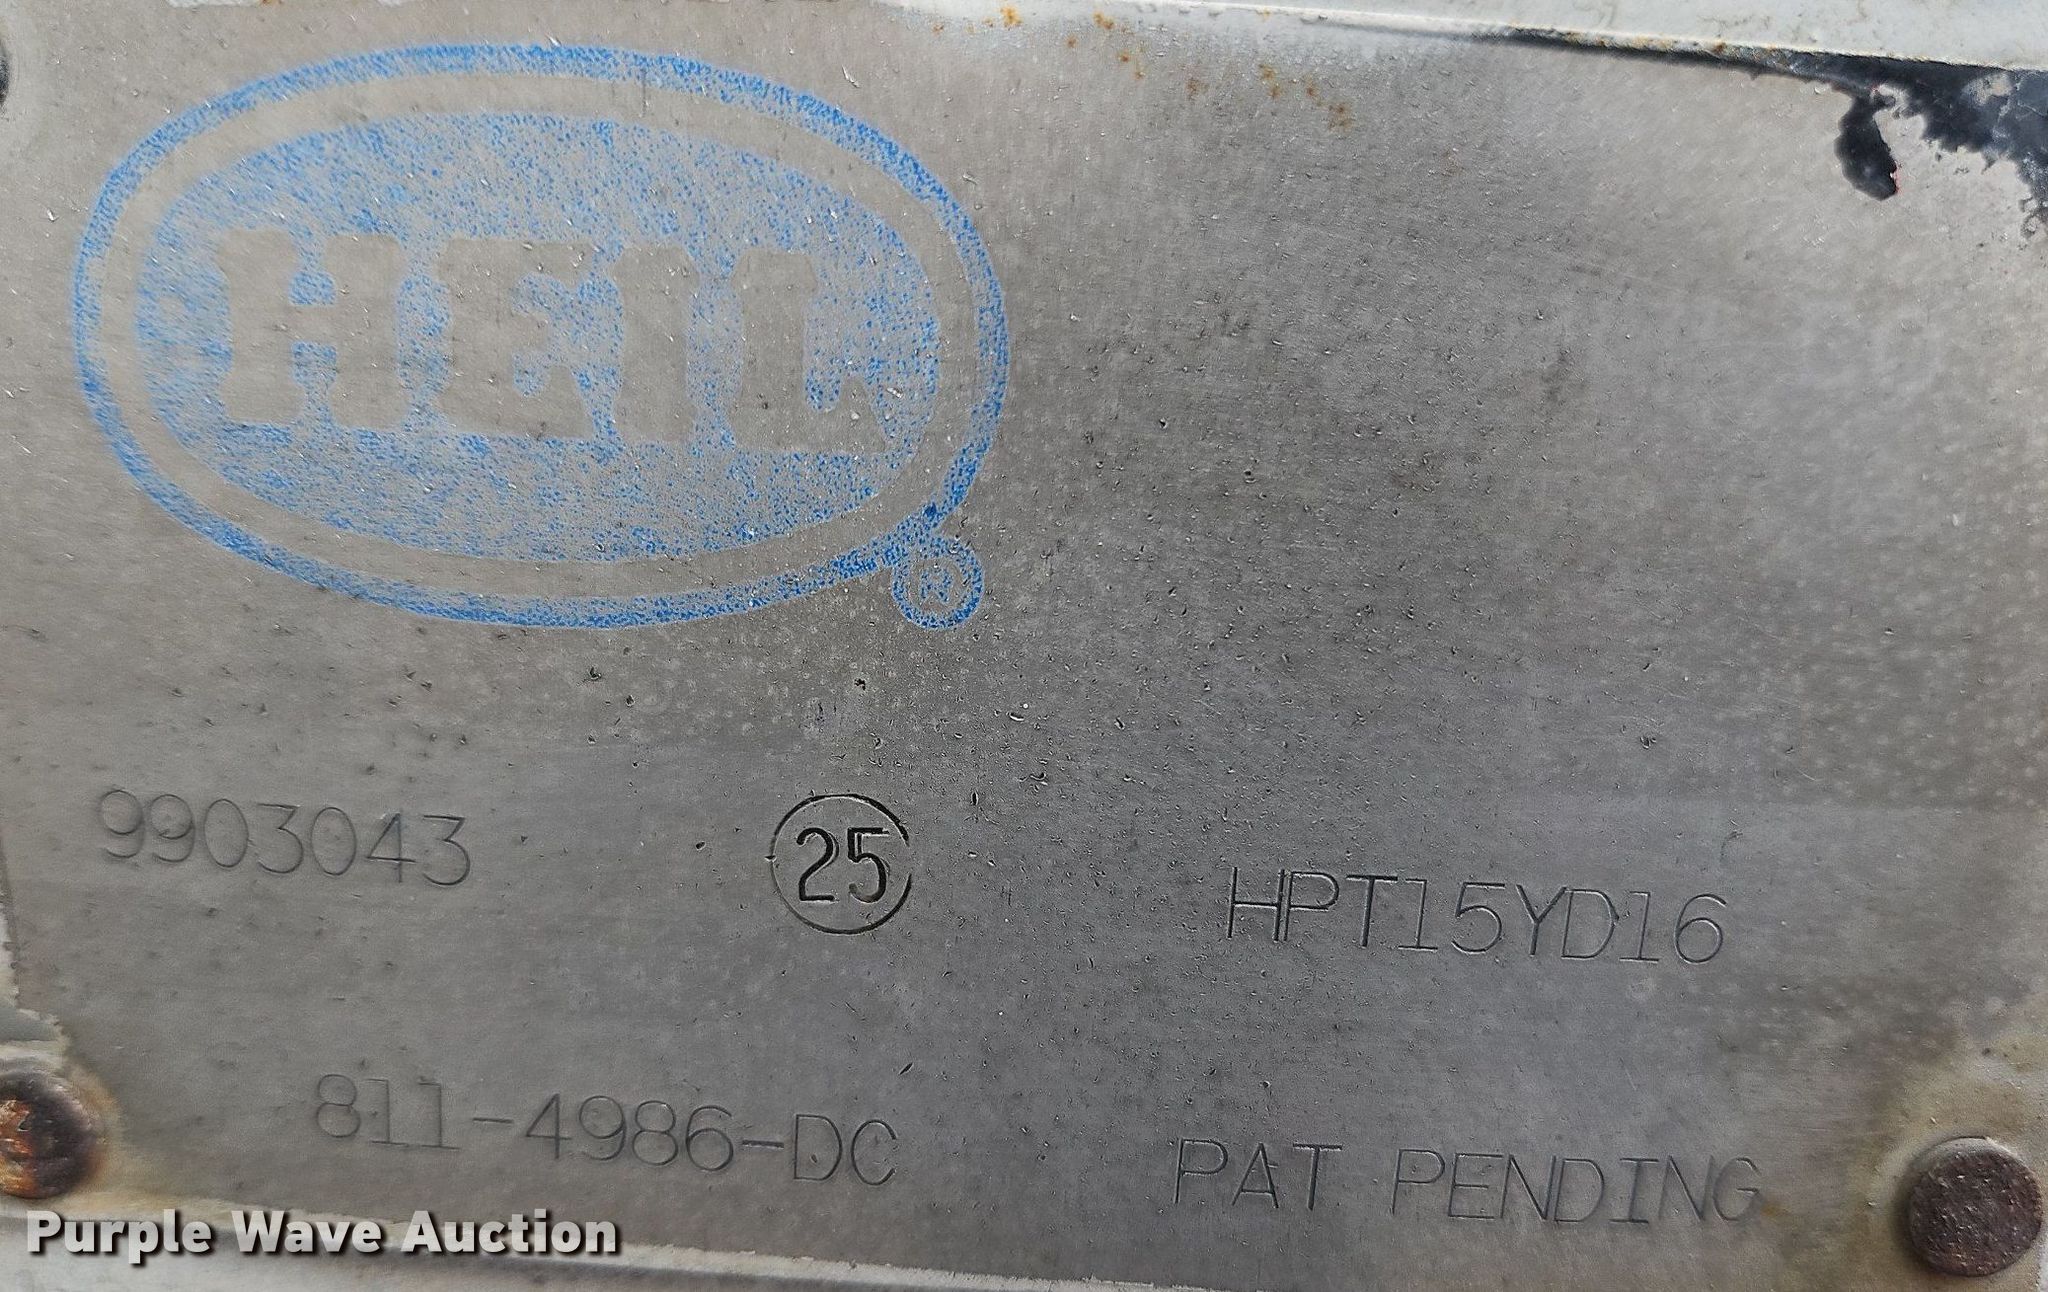 HEIL
®
9903043 25 HPT15YD16
811-4986-DC PAT PENDING
Purple Wave Auction